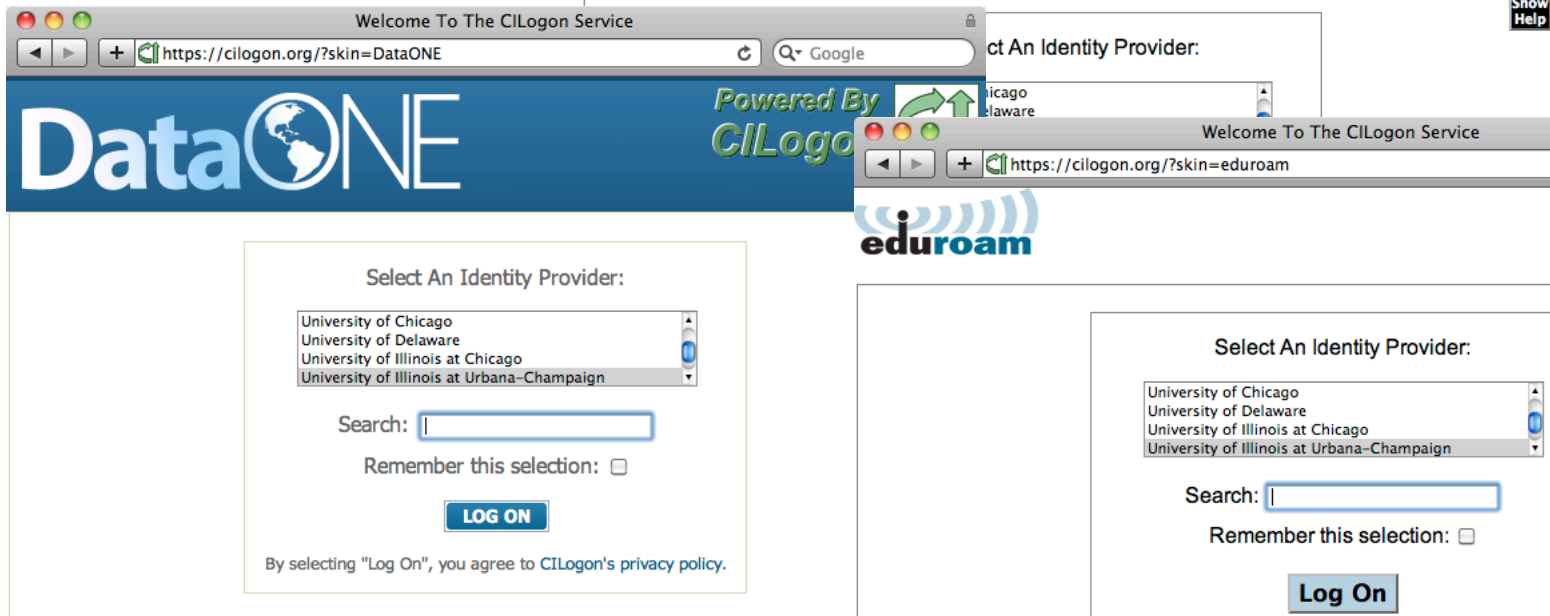 Welcome To The CILogon Service
https://cilogon.org/?skin=DataONE
Google
DataONE
Powered By
CILogo
Select An Identity Provider:
University of Chicago
University of Delaware
University of Illinois at Chicago
University of Illinois at Urbana-Champaign
Search:
Remember this selection:
LOG ON
By selecting "Log On", you agree to CILogon's privacy policy.
Show
Help
ct An Identity Provider:
hicago
elaware
Welcome To The CILogon Service
https://cilogon.org/?skin=eduroam
eduroam
Select An Identity Provider:
University of Chicago
University of Delaware
University of Illinois at Chicago
University of Illinois at Urbana-Champaign
Search:
Remember this selection:
Log On